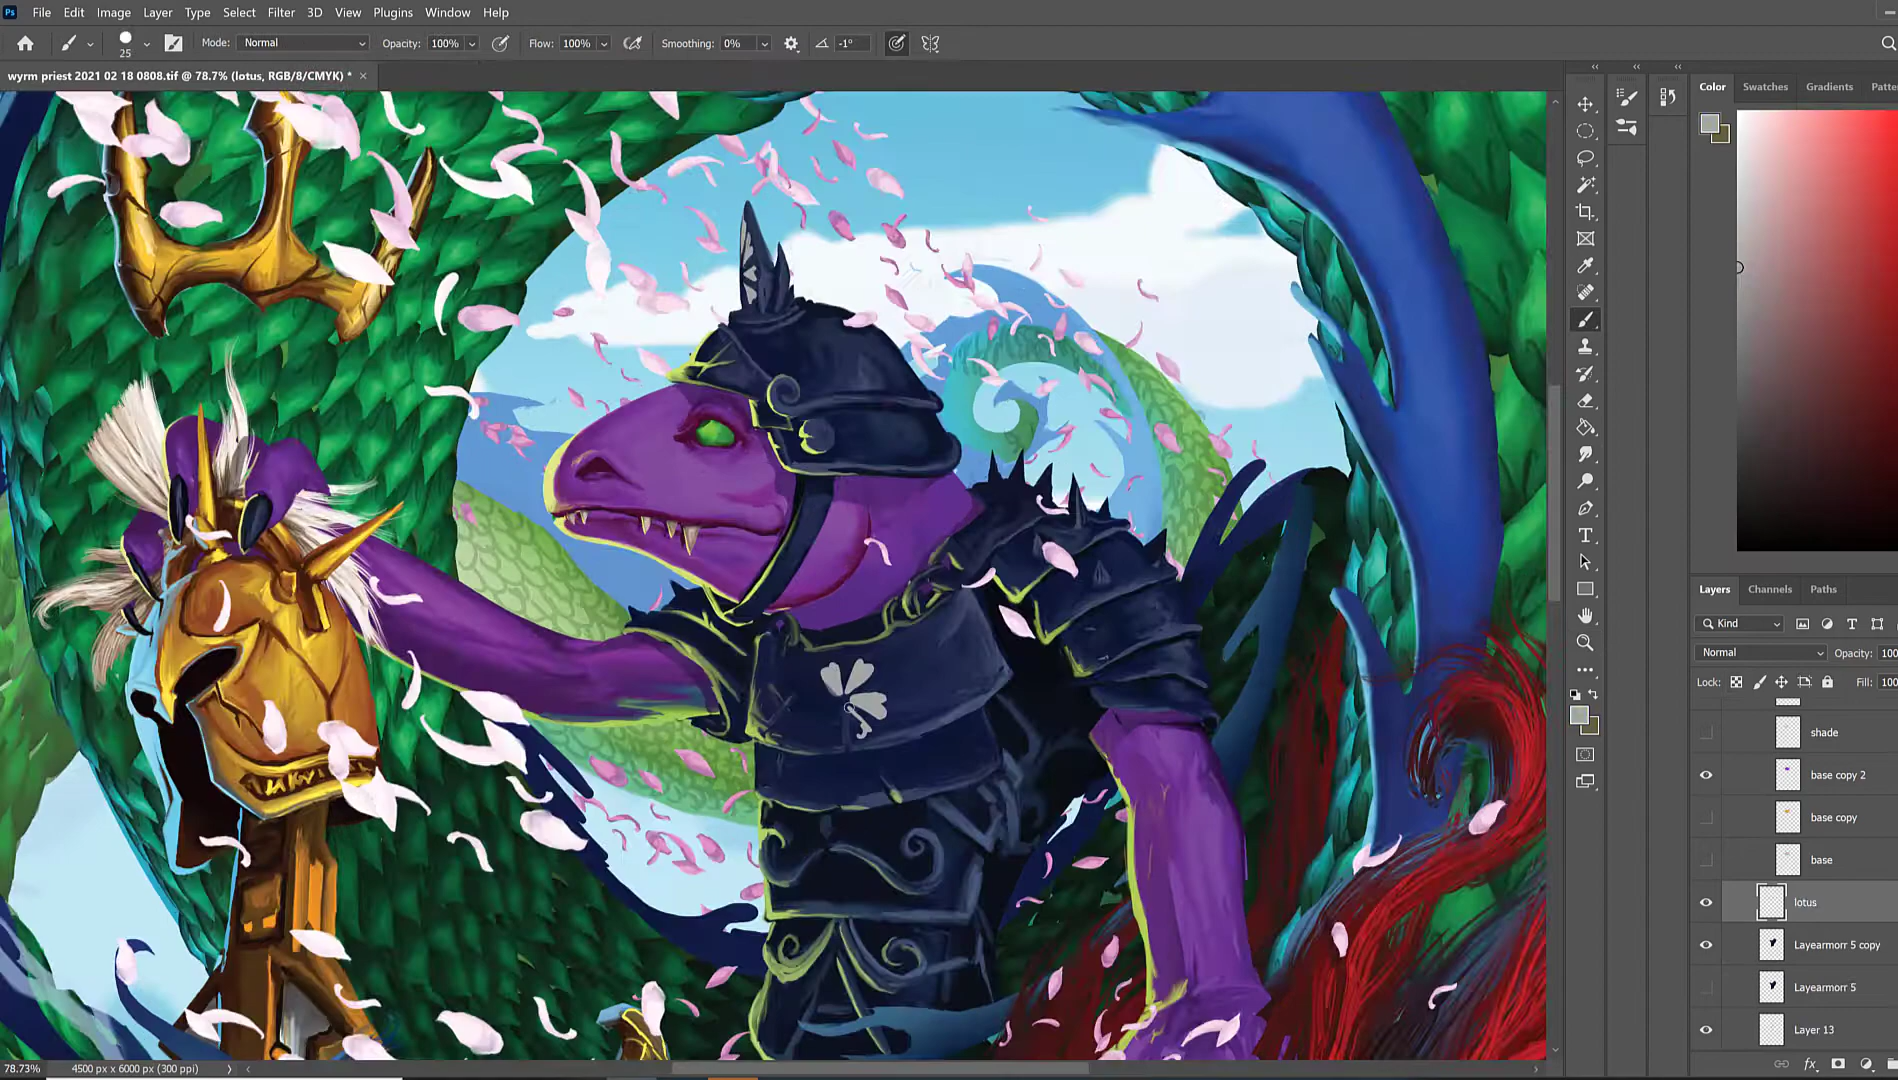 Ps File Edit Image Layer Type Select Filter 3D View Plugins Window Help
25 Mode: Normal Opacity: 100% Flow: 100% Smoothing: 0% -1°
wyrm priest 2021 02 18 0808.tif @ 78.7% (lotus, RGB/8/CMYK) * ×
Color Swatches Gradients Patte
Layers Channels Paths
Kind
Normal Opacity: 100
Lock: Fill: 100
shade
base copy 2
base copy
base
lotus
Layearmorr 5 copy
Layearmorr 5
Layer 13
fx
78.73% 4500 px x 6000 px (300 ppi)